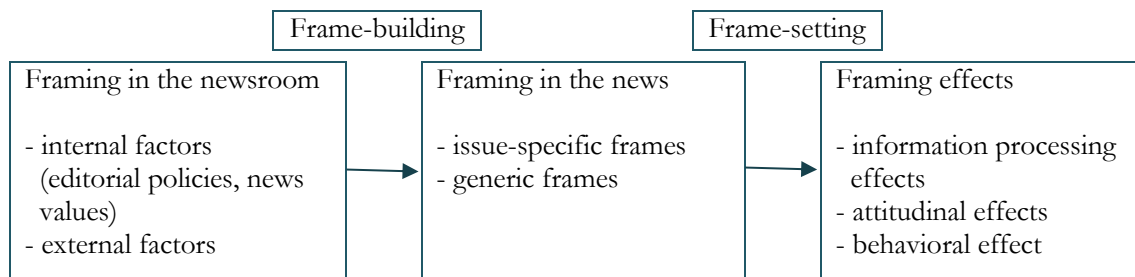 Frame-building
Frame-setting
Framing in the newsroom
- internal factors
(editorial policies, news
values)
- external factors
Framing in the news
- issue-specific frames
- generic frames
Framing effects
- information processing
effects
- attitudinal effects
- behavioral effect